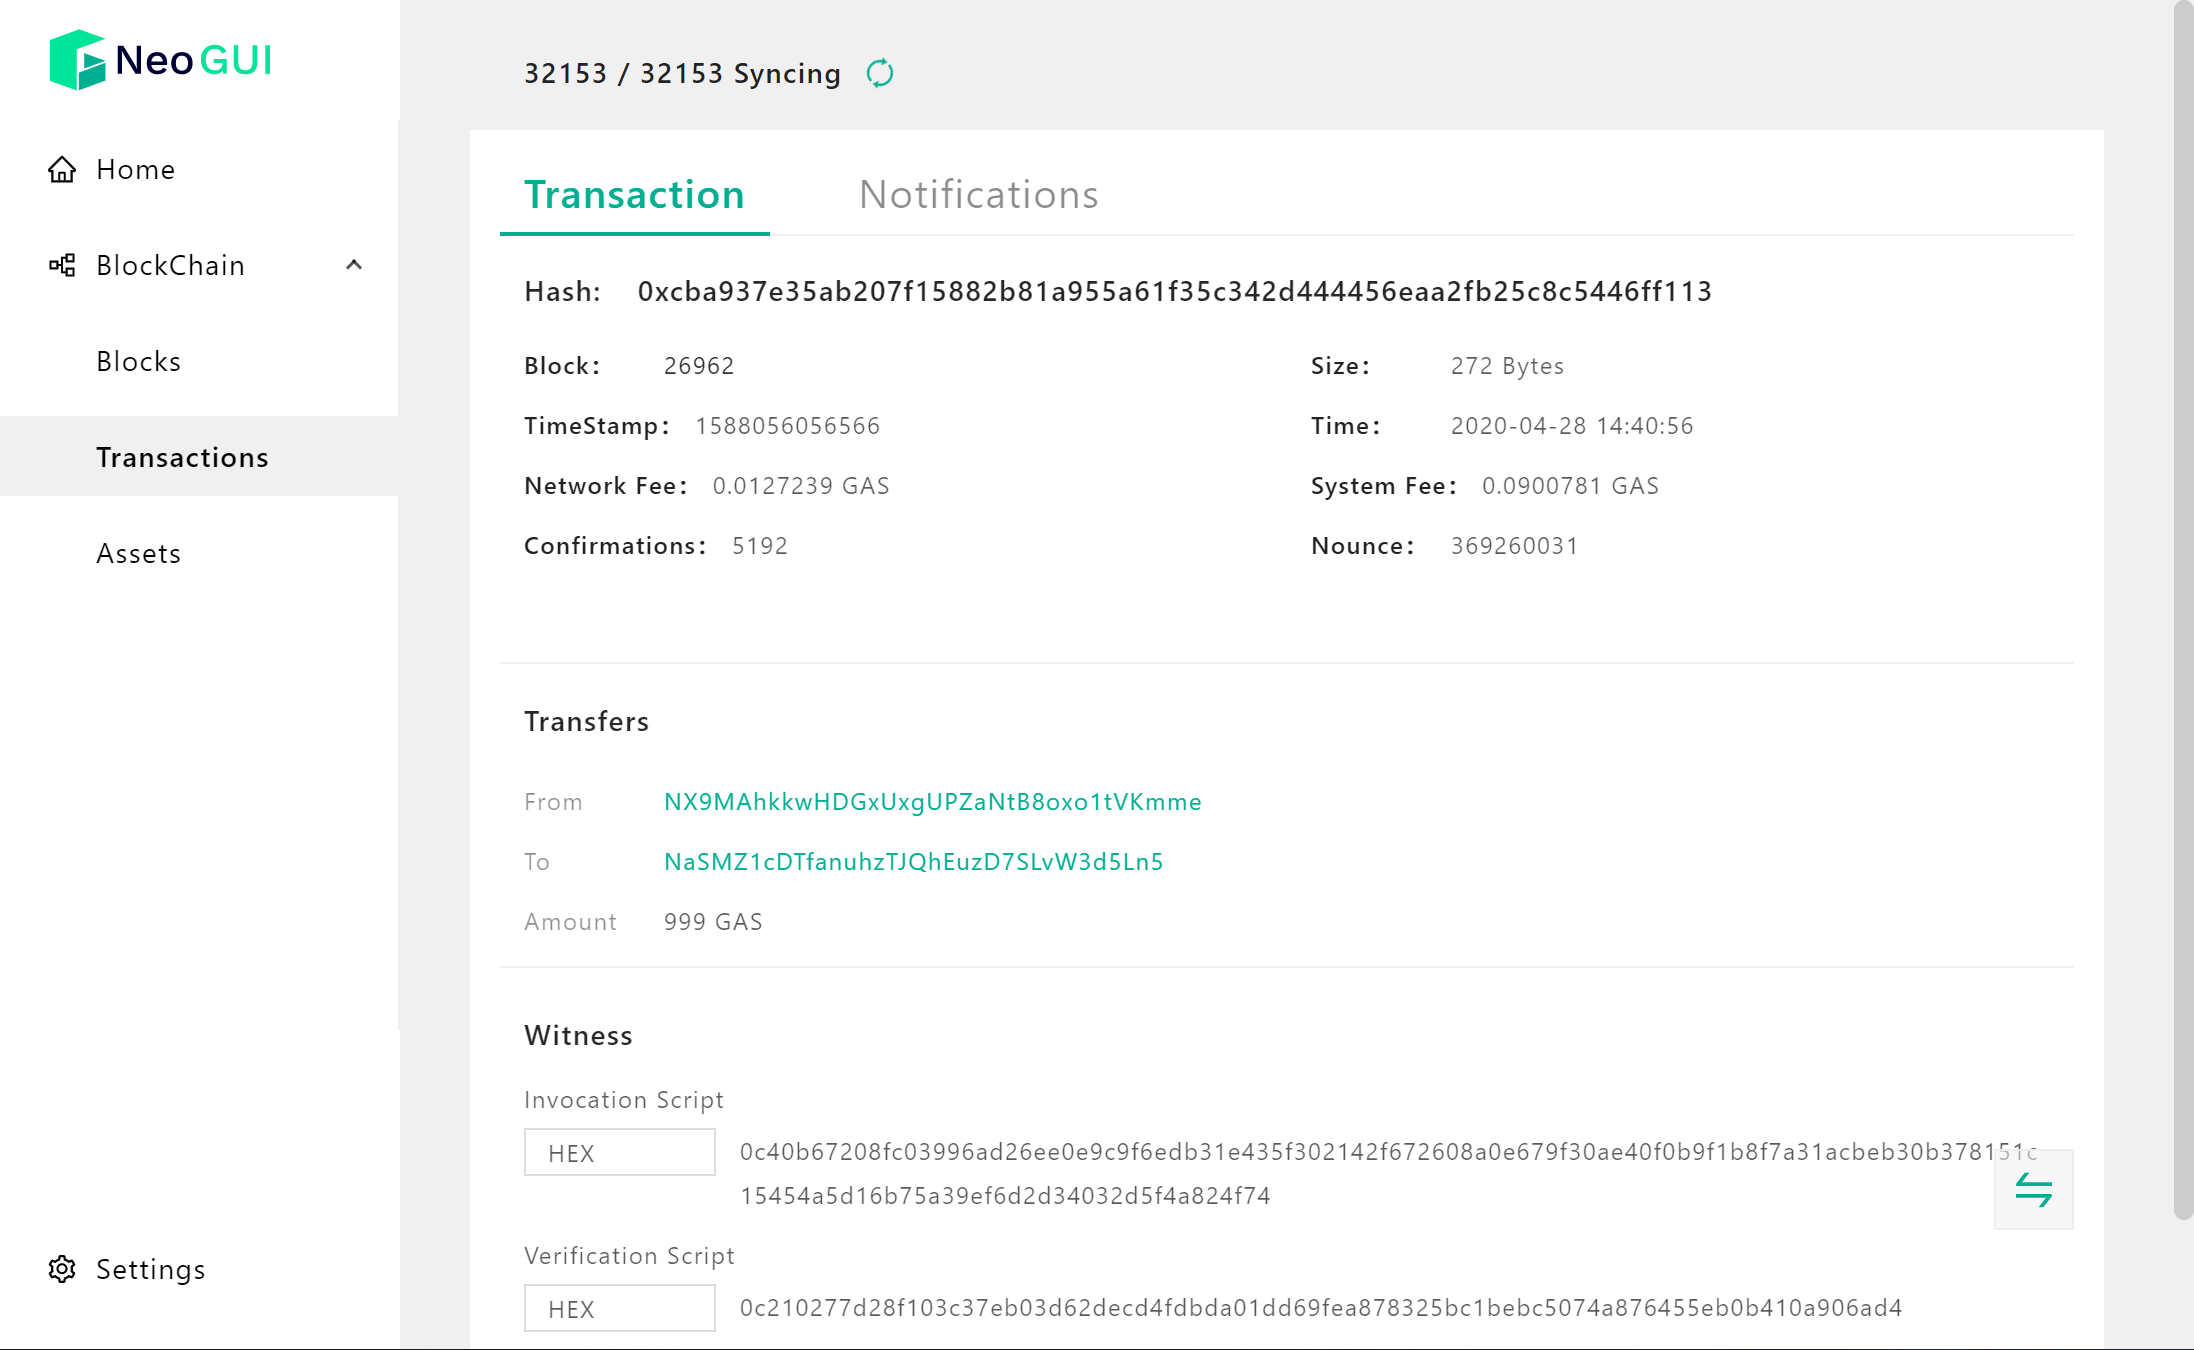 Neo GUI
32153 / 32153 Syncing
Home
BlockChain
Blocks
Transactions
Assets
Settings
Transaction Notifications
Hash: 0xcba937e35ab207f15882b81a955a61f35c342d444456eaa2fb25c8c5446ff113
Block: 26962 Size: 272 Bytes
TimeStamp: 1588056056566 Time: 2020-04-28 14:40:56
Network Fee: 0.0127239 GAS System Fee: 0.0900781 GAS
Confirmations: 5192 Nounce: 369260031
Transfers
From NX9MAhkkwHDGxUxgUPZaNtB8oxo1tVKmme
To NaSMZ1cDTfanuhzTJQhEuzD7SLvW3d5Ln5
Amount 999 GAS
Witness
Invocation Script
HEX 0c40b67208fc03996ad26ee0e9c9f6edb31e435f302142f672608a0e679f30ae40f0b9f1b8f7a31acbeb30b378151c
15454a5d16b75a39ef6d2d34032d5f4a824f74
Verification Script
HEX 0c210277d28f103c37eb03d62decd4fdbda01dd69fea878325bc1bebc5074a876455eb0b410a906ad4